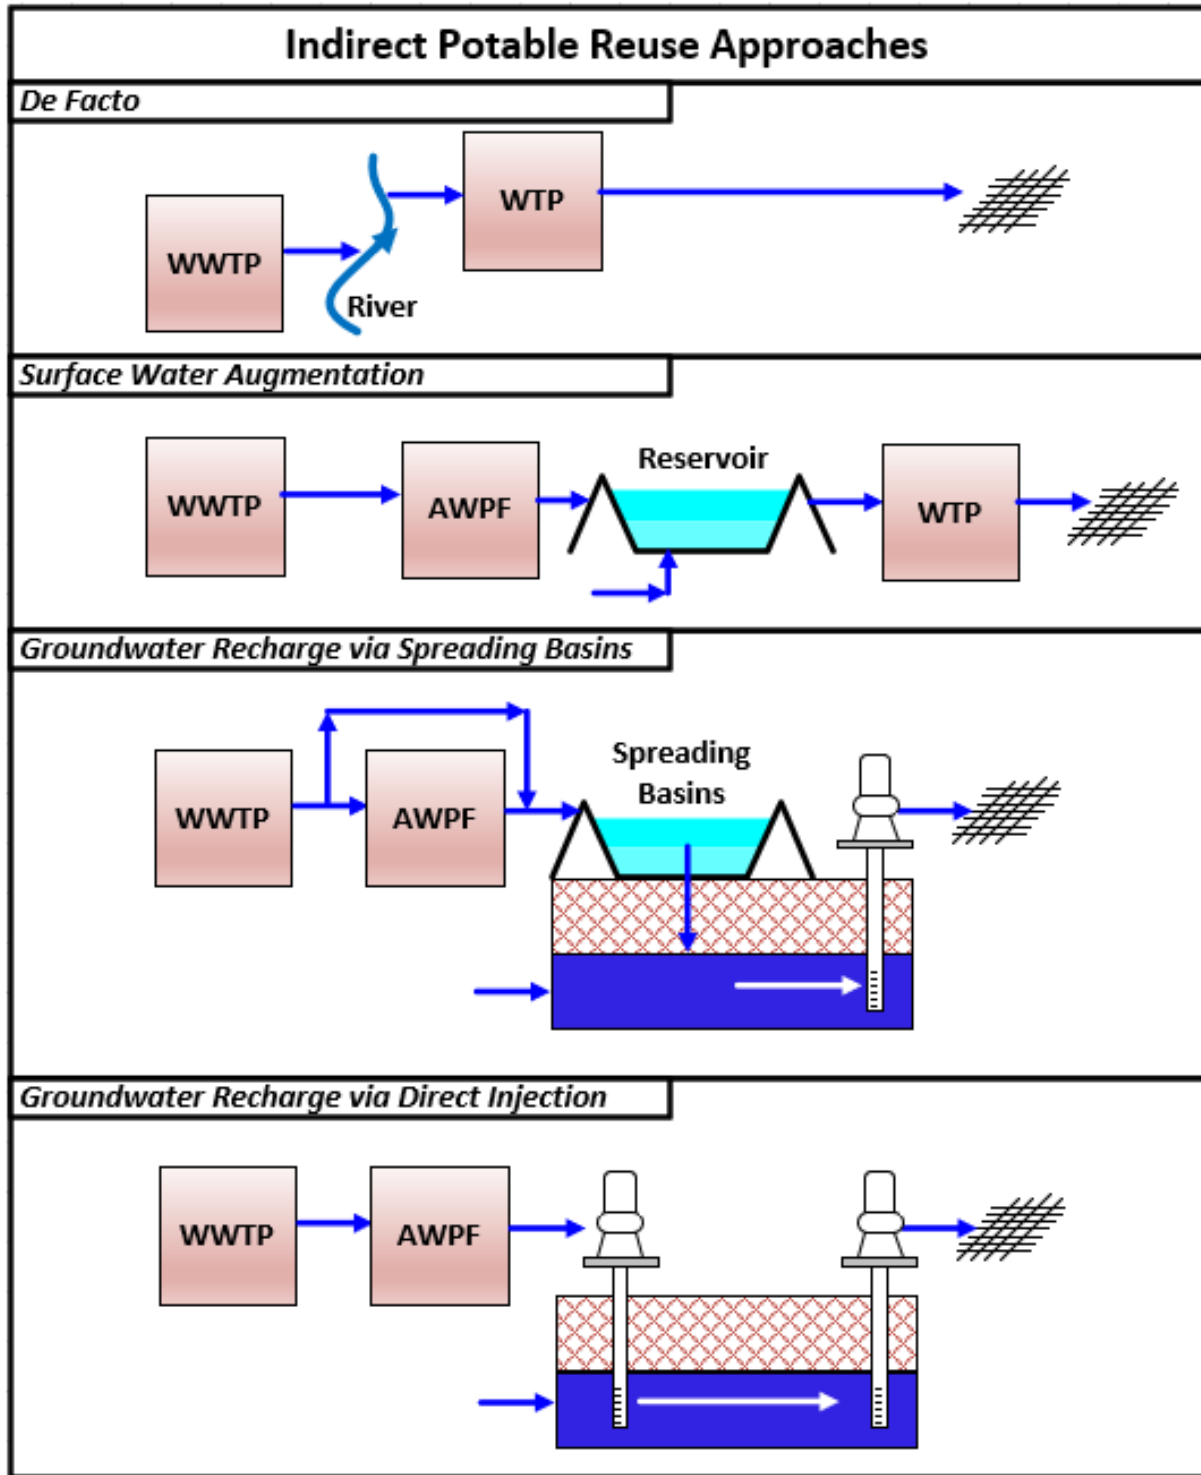 Indirect Potable Reuse Approaches
De Facto
WWTP
River
WTP
Surface Water Augmentation
WWTP
AWPF
Reservoir
WTP
Groundwater Recharge via Spreading Basins
WWTP
AWPF
Spreading
Basins
Groundwater Recharge via Direct Injection
WWTP
AWPF